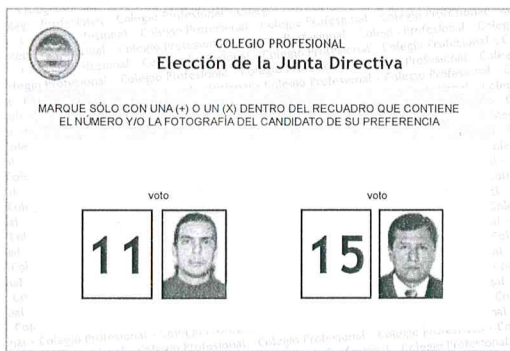 COLEGIO PROFESIONAL
Elección de la Junta Directiva
MARQUE SÓLO CON UNA (+) O UN (X) DENTRO DEL RECUADRO QUE CONTIENE
EL NÚMERO Y/O LA FOTOGRAFÍA DEL CANDIDATO DE SU PREFERENCIA
voto voto
11 15